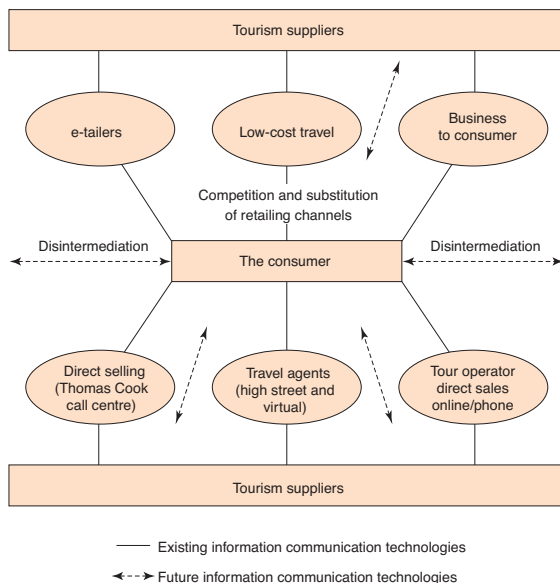 Tourism suppliers
e-tailers
Low-cost travel
Business
to consumer
Competition and substitution
of retailing channels
Disintermediation
The consumer
Disintermediation
Direct selling
(Thomas Cook
call centre)
Travel agents
(high street and
virtual)
Tour operator
direct sales
online/phone
Tourism suppliers
Existing information communication technologies
Future information communication technologies